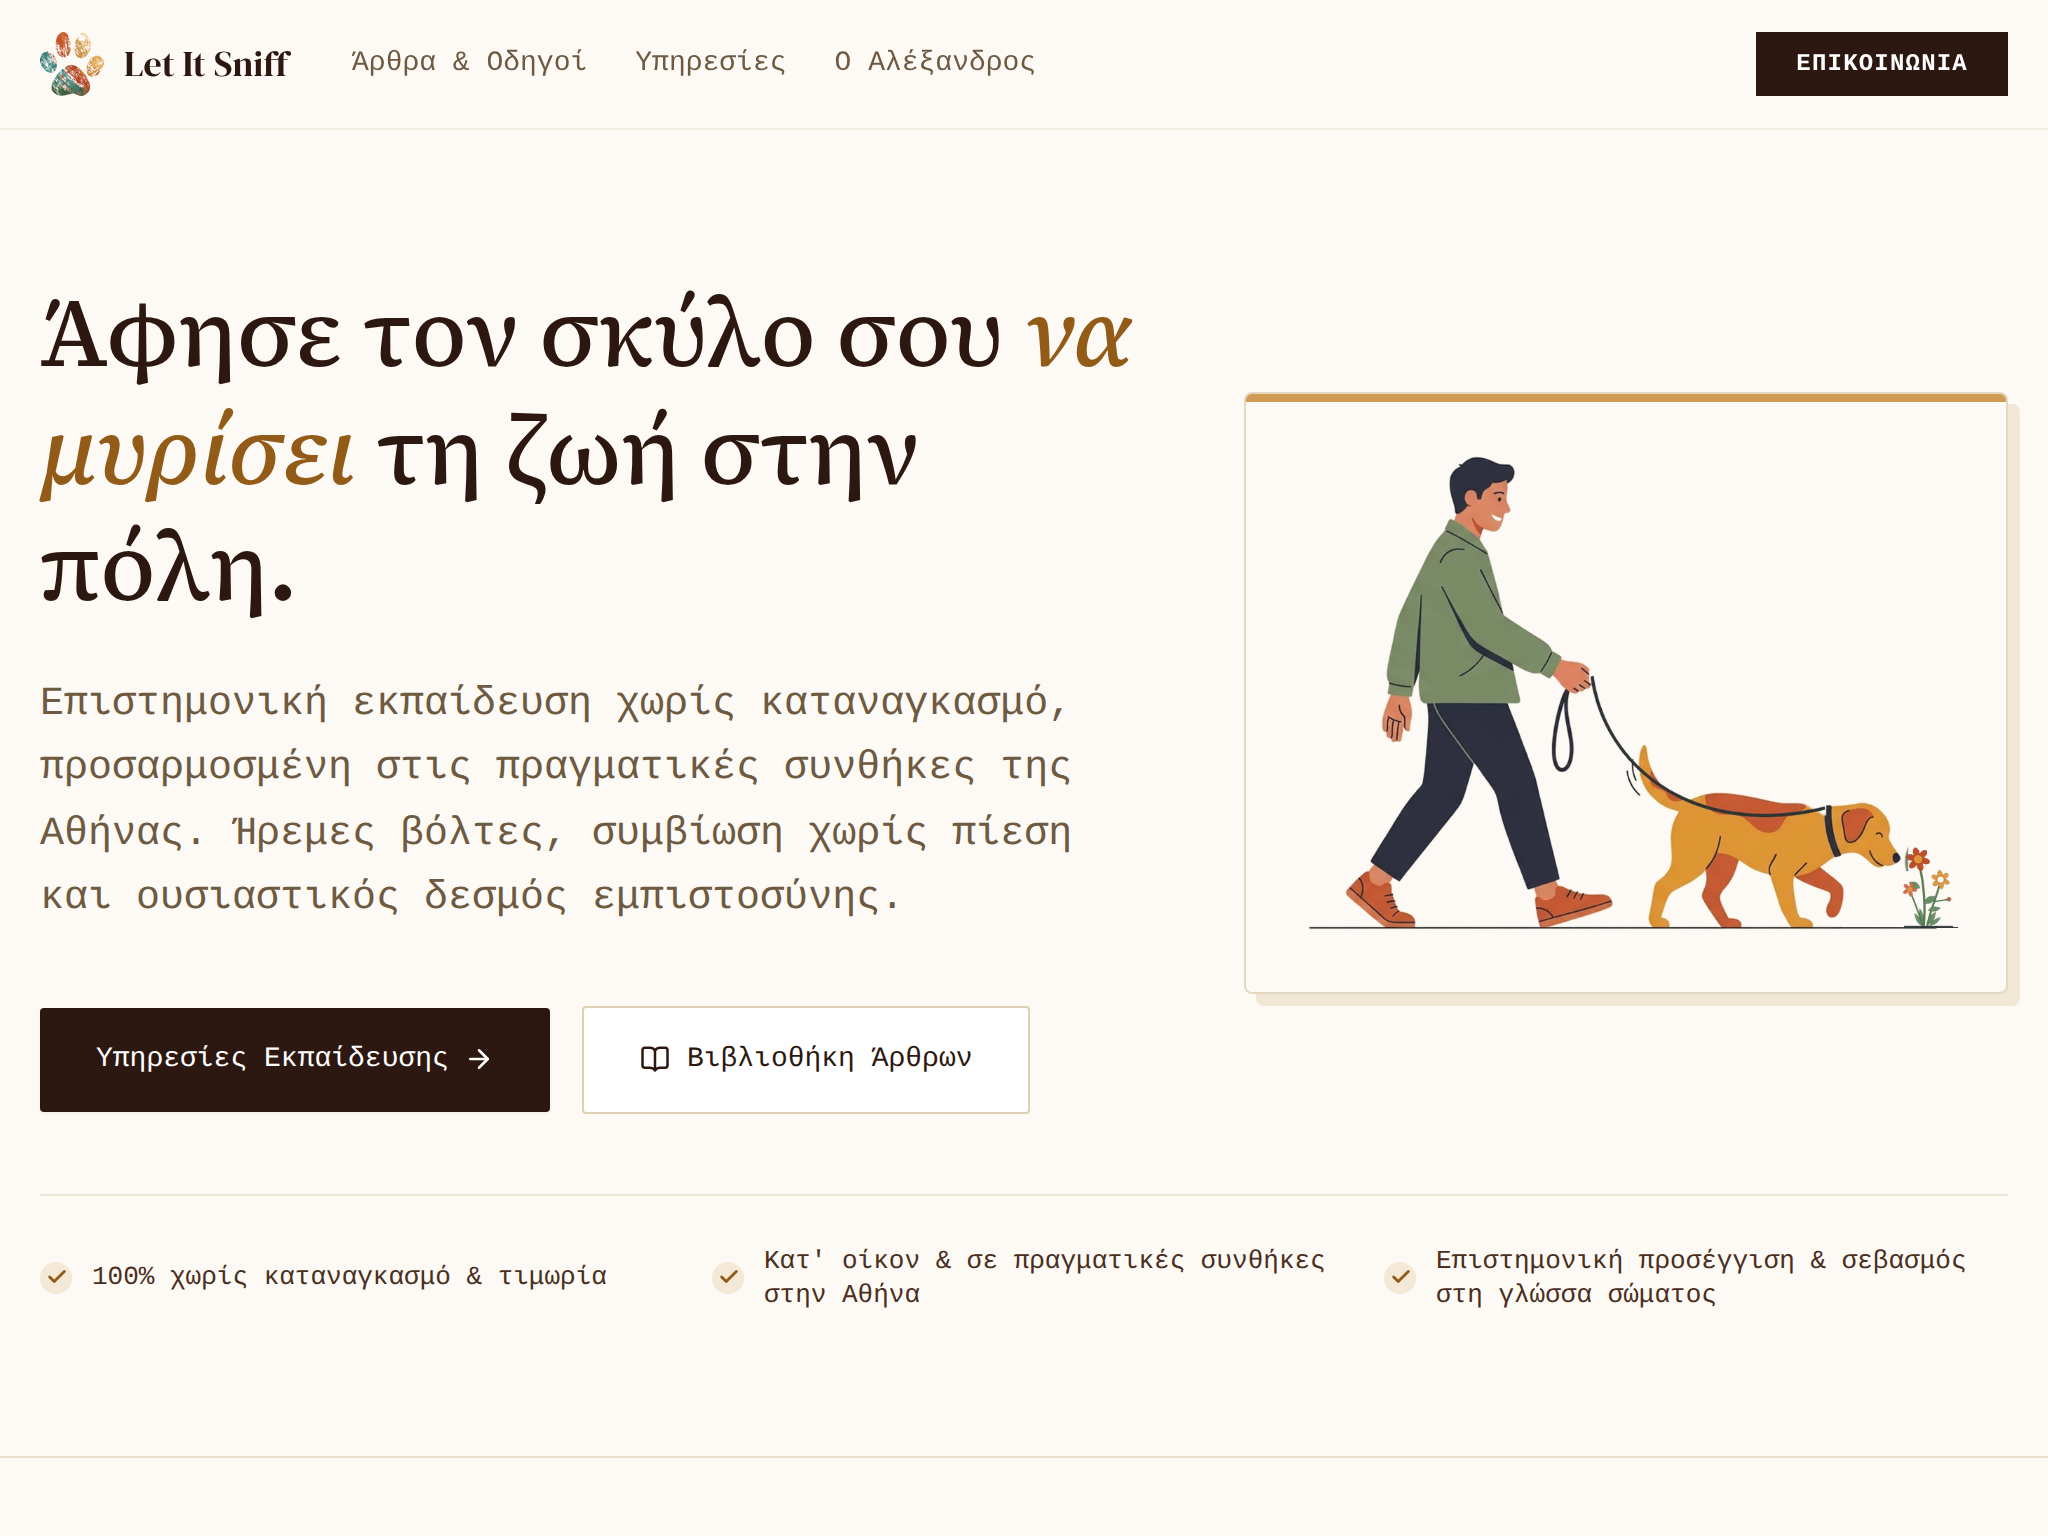 Let It Sniff
Άρθρα & Οδηγοί
Υπηρεσίες
Ο Αλέξανδρος
ΕΠΙΚΟΙΝΩΝΙΑ
Άφησε τον σκύλο σου να
μυρίσει τη ζωή στην
πόλη.
Επιστημονική εκπαίδευση χωρίς καταναγκασμό,
προσαρμοσμένη στις πραγματικές συνθήκες της
Αθήνας. Ήρεμες βόλτες, συμβίωση χωρίς πίεση
και ουσιαστικός δεσμός εμπιστοσύνης.
Υπηρεσίες Εκπαίδευσης →
Βιβλιοθήκη Άρθρων
100% χωρίς καταναγκασμό & τιμωρία
Κατ' οίκον & σε πραγματικές συνθήκες
στην Αθήνα
Επιστημονική προσέγγιση & σεβασμός
στη γλώσσα σώματος